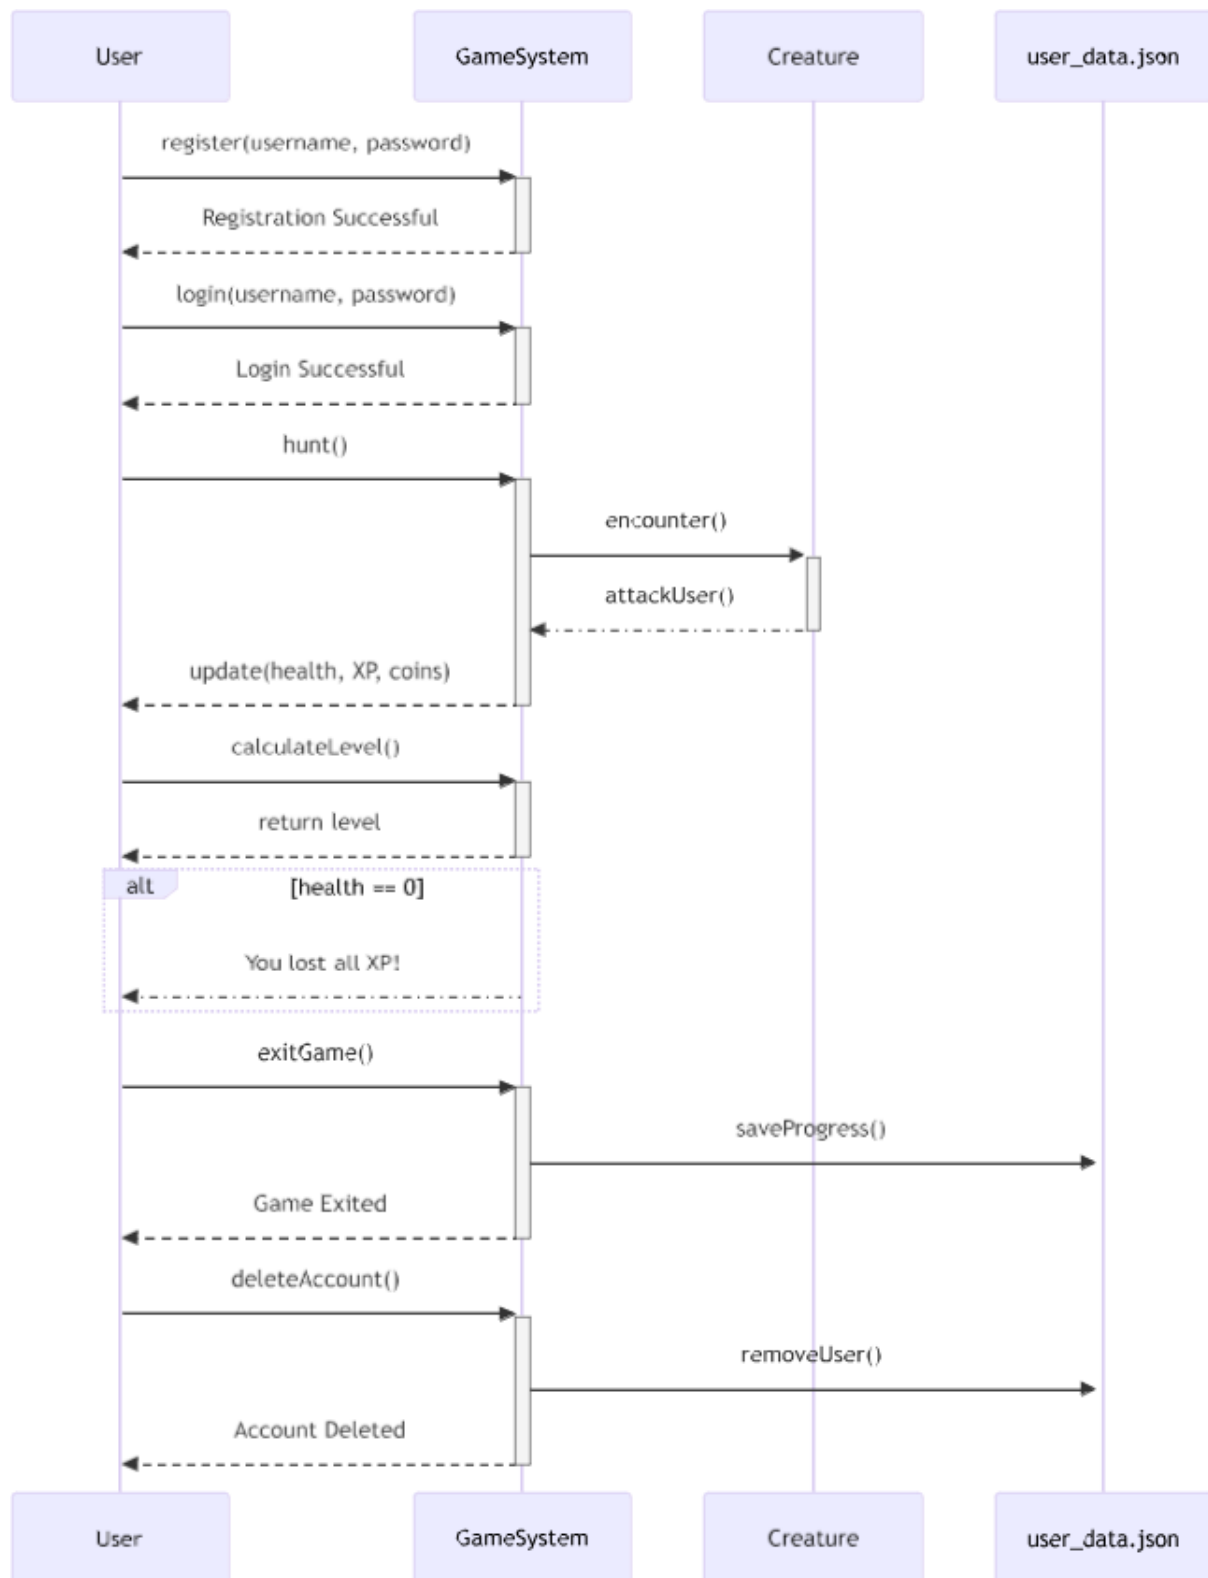 User
GameSystem
Creature
user_data.json
register(username, password)
Registration Successful
login(username, password)
Login Successful
hunt()
encounter()
attackUser()
update(health, XP, coins)
calculateLevel()
return level
alt
[health == 0]
You lost all XP!
exitGame()
saveProgress()
Game Exited
deleteAccount()
removeUser()
Account Deleted
User
GameSystem
Creature
user_data.json